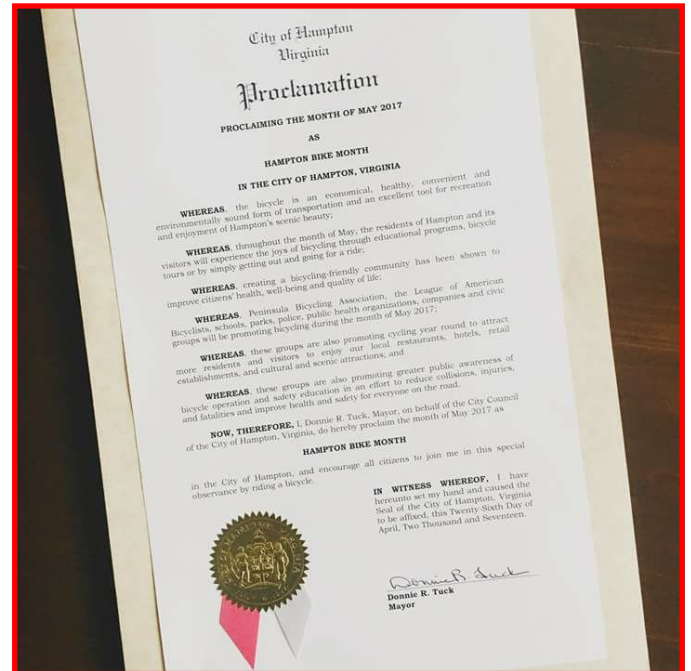 City of Hampton
Virginia
Proclamation
PROCLAIMING THE MONTH OF MAY 2017
AS
HAMPTON BIKE MONTH
IN THE CITY OF HAMPTON, VIRGINIA
WHEREAS, the bicycle is an economical, healthy, convenient and
environmentally sound form of transportation and an excellent tool for recreation
and enjoyment of Hampton's scenic beauty;
WHEREAS, throughout the month of May, the residents of Hampton and its
visitors will experience the joys of bicycling through educational programs, bicycle
tours or by simply getting out and going for a ride;
WHEREAS, creating a bicycling-friendly community has been shown to
improve citizens' health, well-being and quality of life;
WHEREAS, Peninsula Bicycling Association, the League of American
Bicyclists, schools, parks, police, public health organizations, companies and civic
groups will be promoting bicycling during the month of May 2017;
WHEREAS, these groups are also promoting cycling year round to attract
more residents and visitors to enjoy our local restaurants, hotels, retail
establishments, and cultural and scenic attractions; and
WHEREAS, these groups are also promoting greater public awareness of
bicycle operation and safety education in an effort to reduce collisions, injuries,
and fatalities and improve health and safety for everyone on the road.
NOW, THEREFORE, I, Donnie R. Tuck, Mayor, on behalf of the City Council
of the City of Hampton, Virginia, do hereby proclaim the month of May 2017 as
HAMPTON BIKE MONTH
in the City of Hampton, and encourage all citizens to join me in this special
observance by riding a bicycle.
IN WITNESS WHEREOF, I have
hereunto set my hand and caused the
Seal of the City of Hampton, Virginia
to be affixed, this Twenty-Sixth Day of
April, Two Thousand and Seventeen.
Donnie R. Tuck
Donnie R. Tuck
Mayor